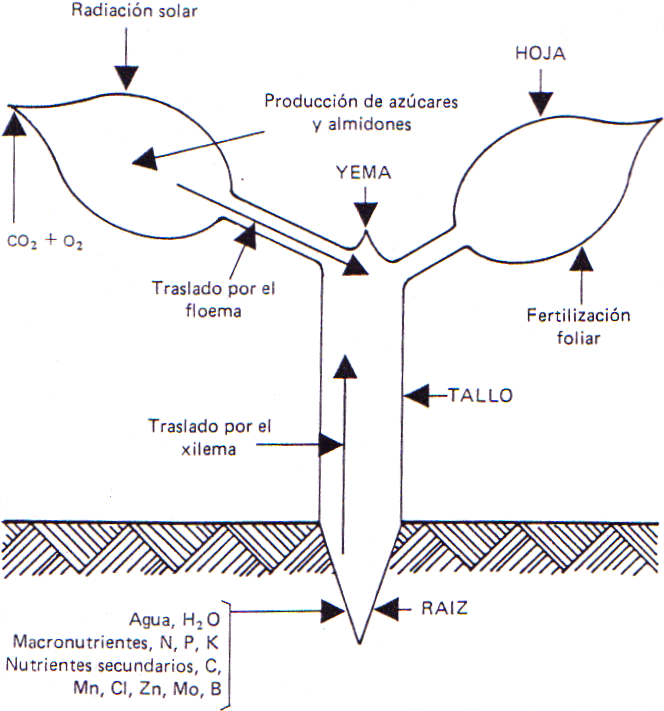 Radiación solar
HOJA
Producción de azúcares
y almidones
YEMA
CO₂ + O₂
Traslado por el
floema
Fertilización
foliar
TALLO
Traslado por el
xilema
RAIZ
Agua, H₂O
Macronutrientes, N, P, K
Nutrientes secundarios, C,
Mn, Cl, Zn, Mo, B